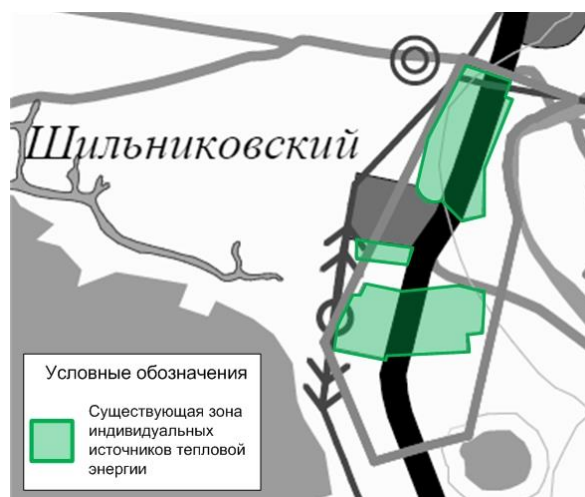 Шильниковский
Условные обозначения
Существующая зона
индивидуальных
источников тепловой
энергии